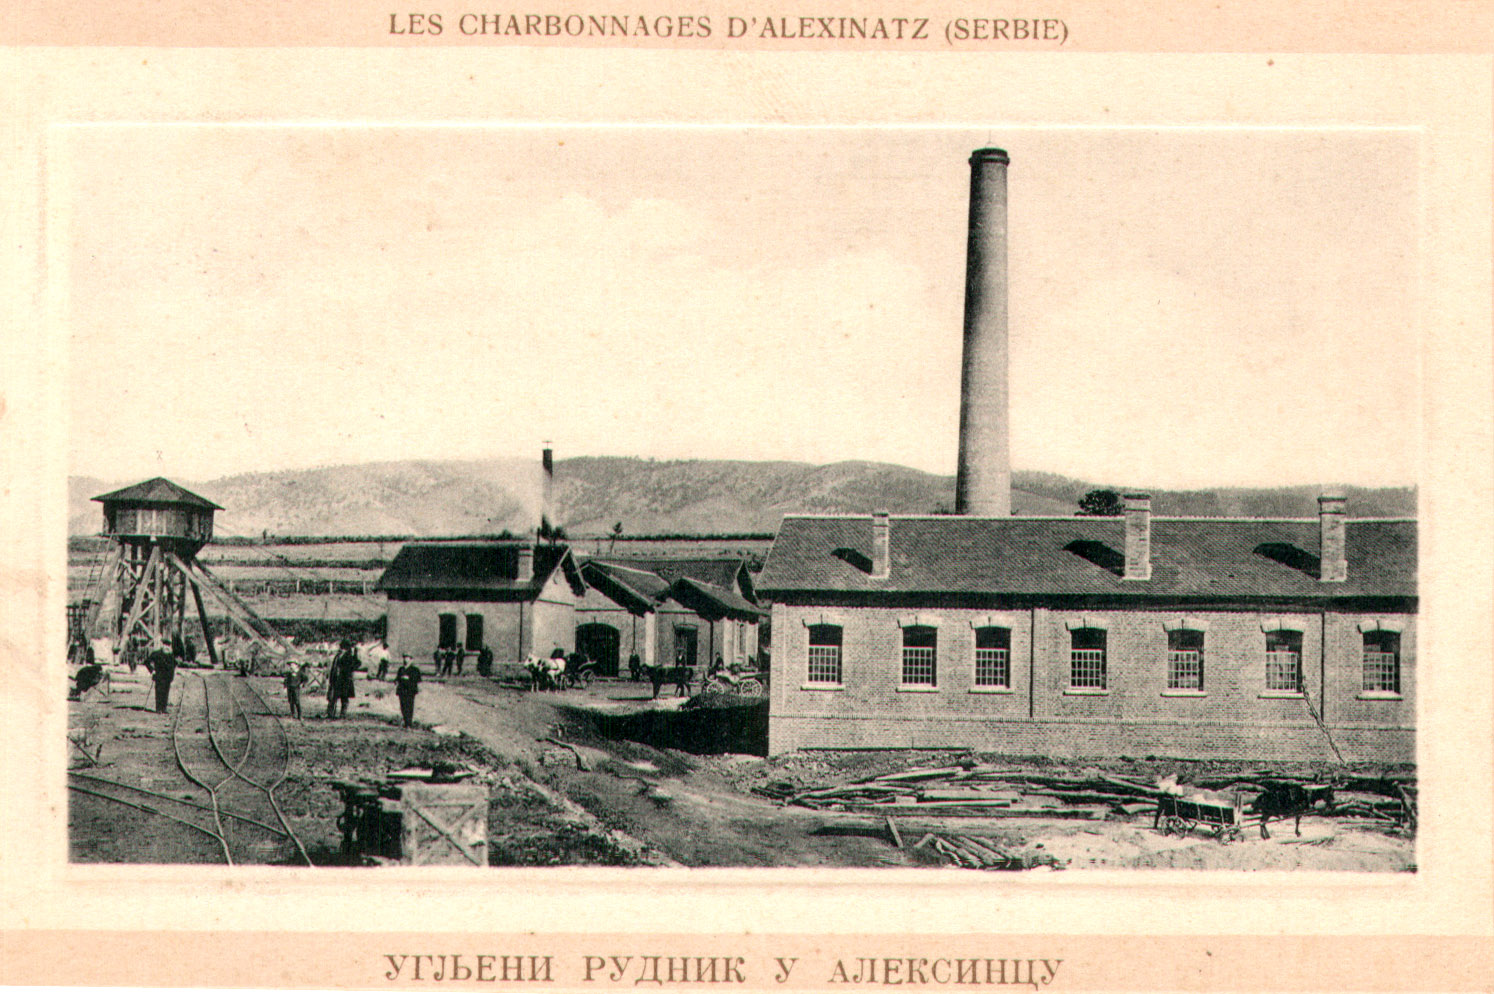 LES CHARBONNAGES D'ALEXINATZ (SERBIE)
УГЉЕНИ РУДНИК У АЛЕКСИНЦУ